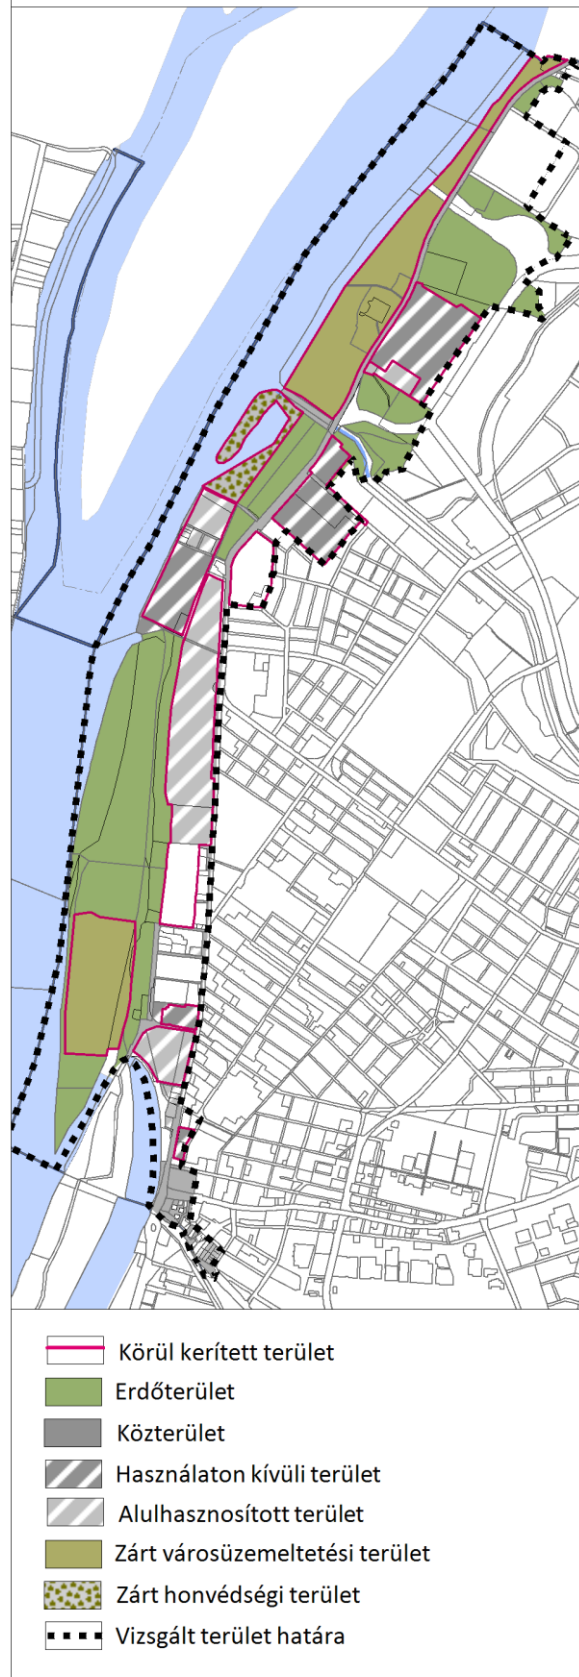 Körül kerített terület
Erdőterület
Közterület
Használaton kívüli terület
Alulhasznosított terület
Zárt városüzemeltetési terület
Zárt honvédségi terület
Vizsgált terület határa